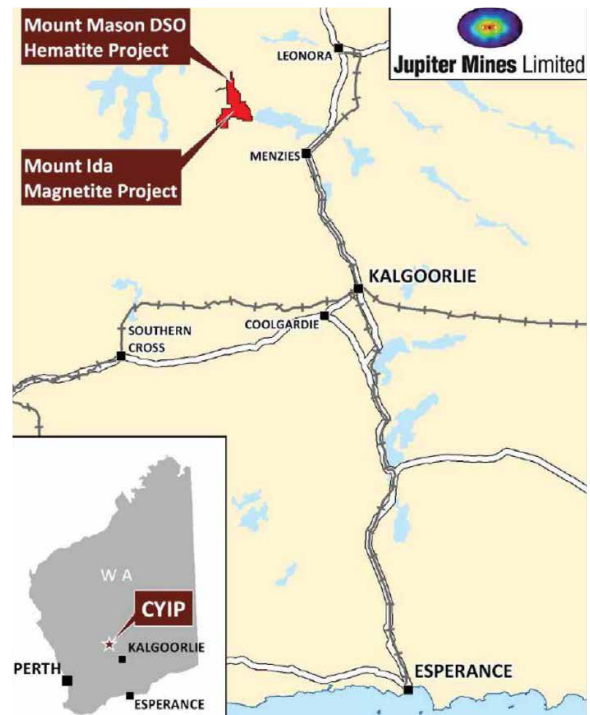 Mount Mason DSO
Hematite Project
LEONORA
Jupiter Mines Limited
Mount Ida
Magnetite Project
MENZIES
KALGOORLIE
SOUTHERN
CROSS
COOLGARDIE
WA
CYIP
KALGOORLIE
PERTH
ESPERANCE
ESPERANCE